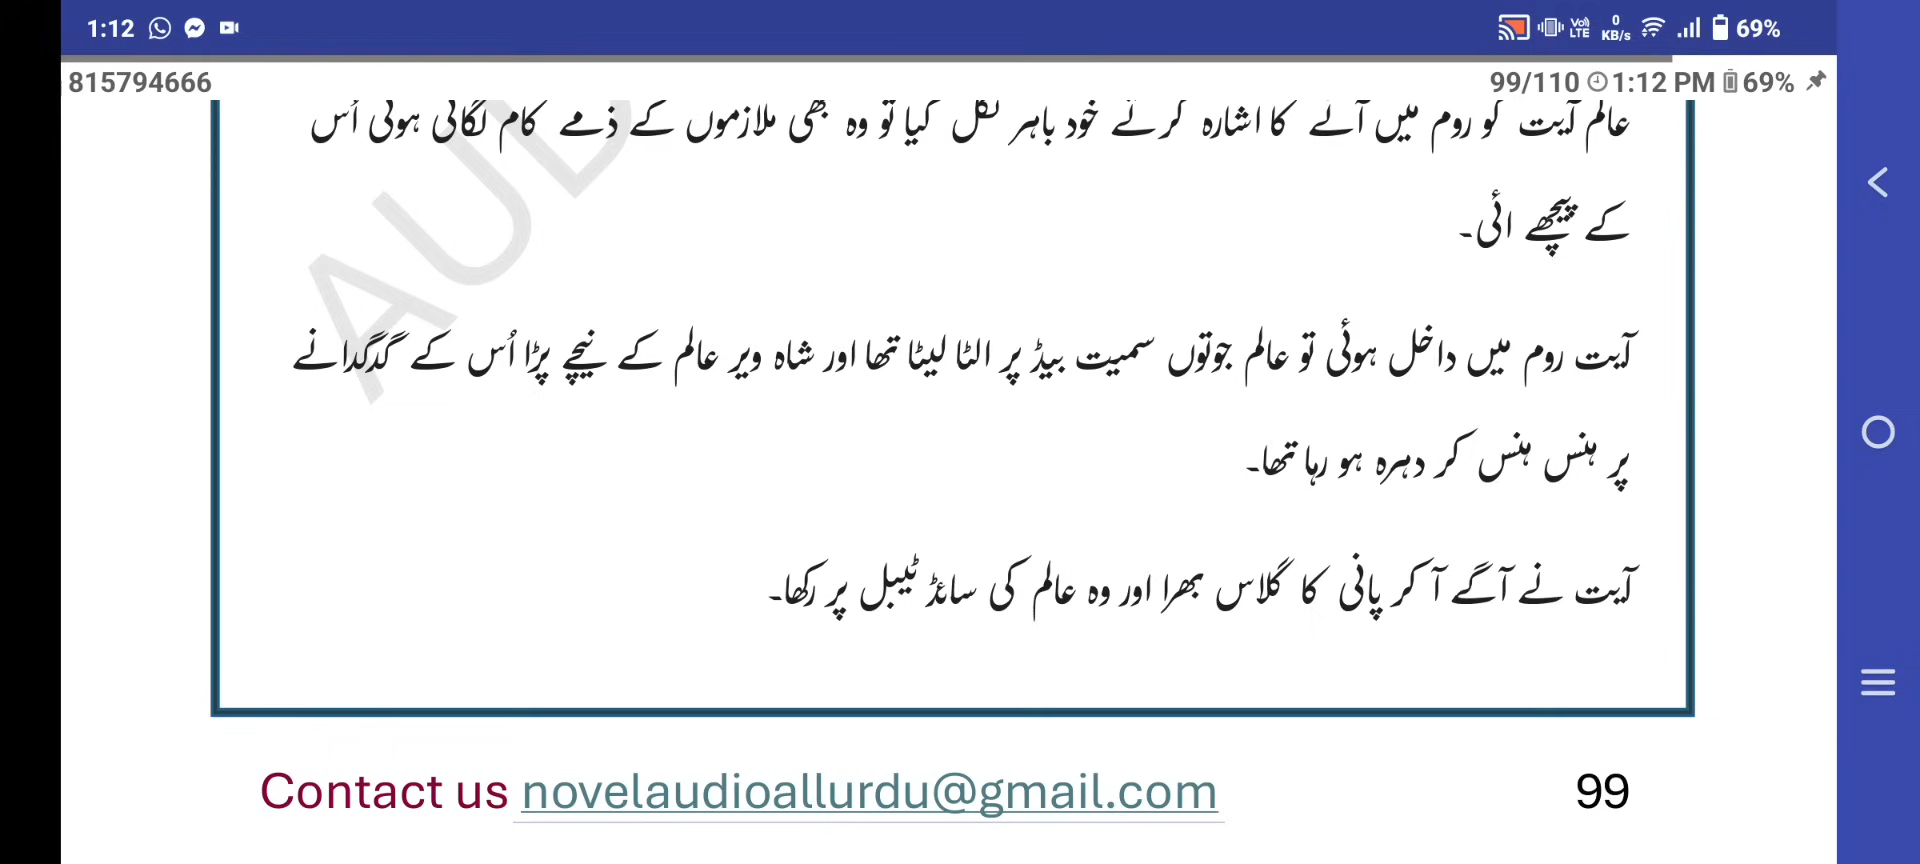 1:12 VoLTE 0 KB/s 69%
815794666 99/110 1:12 PM 69%
عالم آیت کو روم میں آنے کا اشارہ کرتے خود باہر نکل گیا تو وہ بھی ملازموں کے ذمے کام لگاتی ہوئی اُس
کے پیچھے ائی۔
آیت روم میں داخل ہوئی تو عالم جوتوں سمیت بیڈ پر الٹا لیٹا تھا اور شاہ ویر عالم کے نیچے پڑا اُس کے گدگدانے
پر ہنس ہنس کر دہرہ ہو رہا تھا۔
آیت نے آگے آ کر پانی کا گلاس بھرا اور وہ عالم کی سائڈ ٹیبل پر رکھا۔
Contact us novelaudioallurdu@gmail.com 99